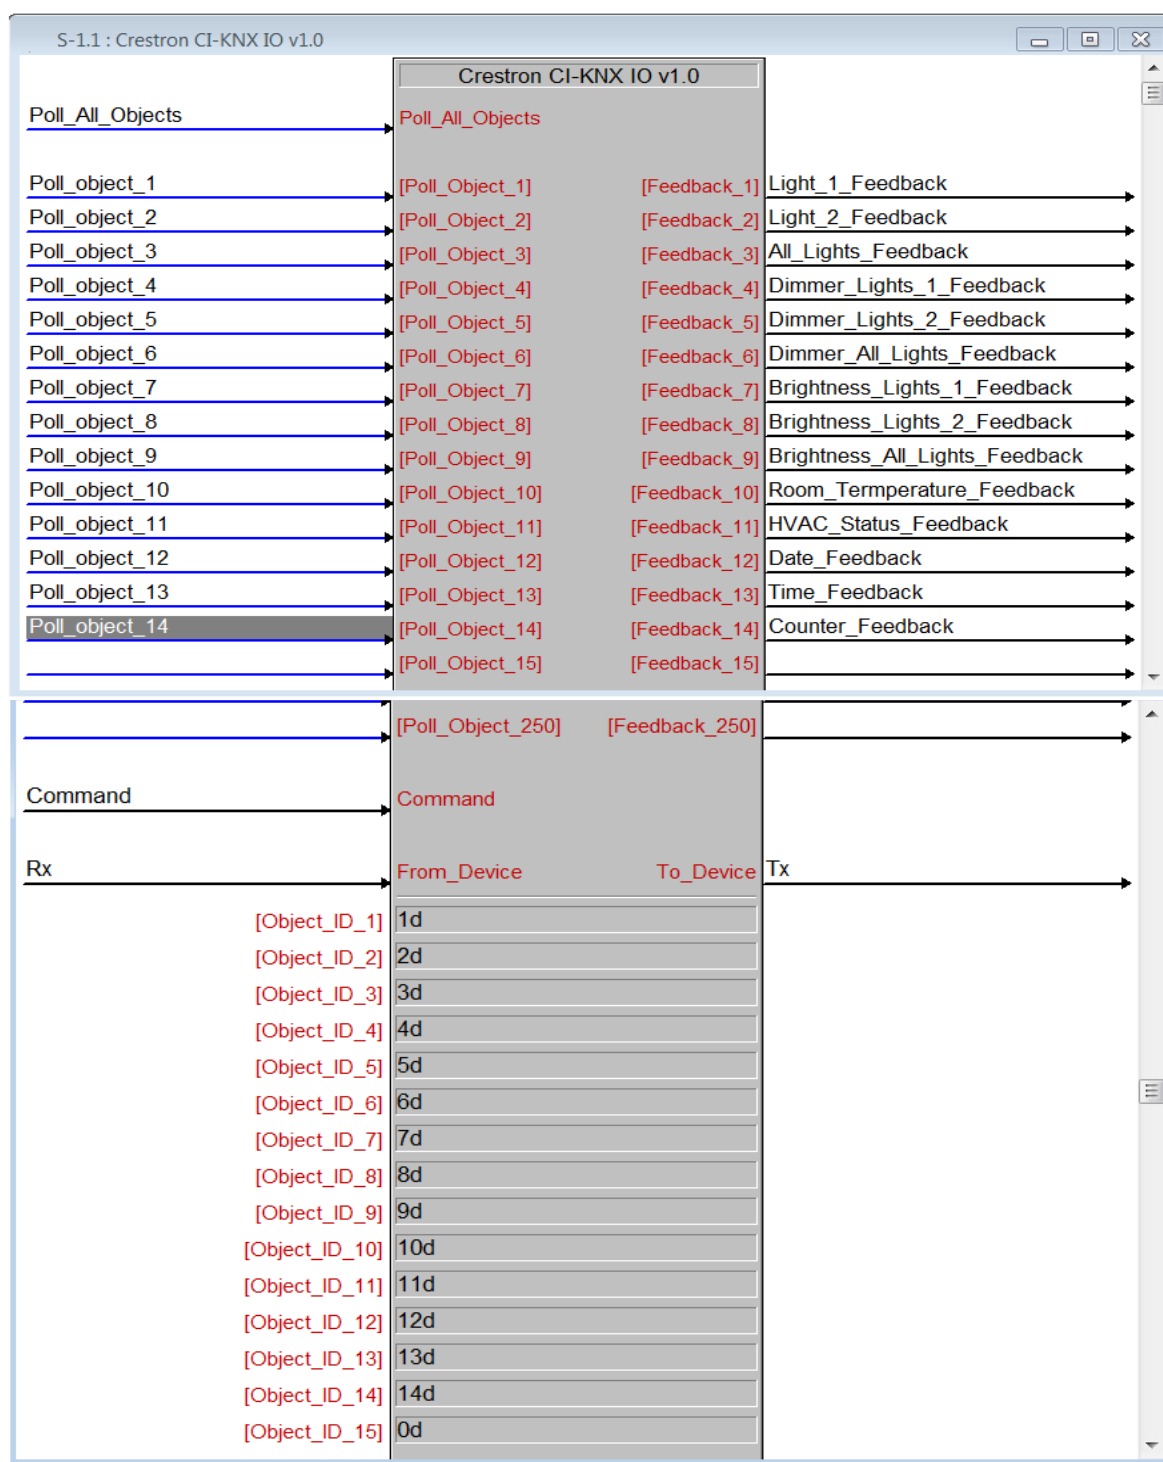 S-1.1 : Crestron CI-KNX IO v1.0
Crestron CI-KNX IO v1.0
Poll_All_Objects Poll_All_Objects
Poll_object_1 [Poll_Object_1] [Feedback_1] Light_1_Feedback
Poll_object_2 [Poll_Object_2] [Feedback_2] Light_2_Feedback
Poll_object_3 [Poll_Object_3] [Feedback_3] All_Lights_Feedback
Poll_object_4 [Poll_Object_4] [Feedback_4] Dimmer_Lights_1_Feedback
Poll_object_5 [Poll_Object_5] [Feedback_5] Dimmer_Lights_2_Feedback
Poll_object_6 [Poll_Object_6] [Feedback_6] Dimmer_All_Lights_Feedback
Poll_object_7 [Poll_Object_7] [Feedback_7] Brightness_Lights_1_Feedback
Poll_object_8 [Poll_Object_8] [Feedback_8] Brightness_Lights_2_Feedback
Poll_object_9 [Poll_Object_9] [Feedback_9] Brightness_All_Lights_Feedback
Poll_object_10 [Poll_Object_10] [Feedback_10] Room_Termperature_Feedback
Poll_object_11 [Poll_Object_11] [Feedback_11] HVAC_Status_Feedback
Poll_object_12 [Poll_Object_12] [Feedback_12] Date_Feedback
Poll_object_13 [Poll_Object_13] [Feedback_13] Time_Feedback
Poll_object_14 [Poll_Object_14] [Feedback_14] Counter_Feedback
[Poll_Object_15] [Feedback_15]
[Poll_Object_250] [Feedback_250]
Command Command
Rx From_Device To_Device Tx
[Object_ID_1] 1d
[Object_ID_2] 2d
[Object_ID_3] 3d
[Object_ID_4] 4d
[Object_ID_5] 5d
[Object_ID_6] 6d
[Object_ID_7] 7d
[Object_ID_8] 8d
[Object_ID_9] 9d
[Object_ID_10] 10d
[Object_ID_11] 11d
[Object_ID_12] 12d
[Object_ID_13] 13d
[Object_ID_14] 14d
[Object_ID_15] 0d